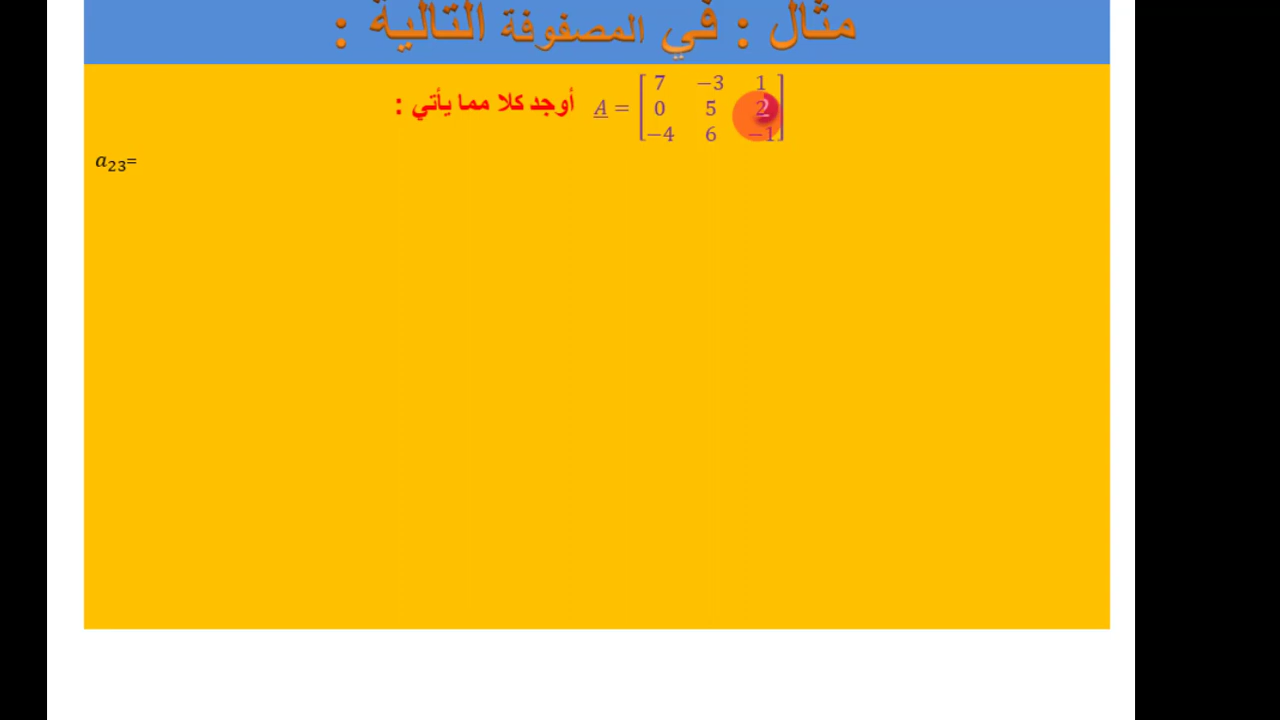 مثال : في المصفوفة التالية :
أوجد كلا مما يأتي : A = [7 −3 1
0 5 2
−4 6 −1]
a₂₃=